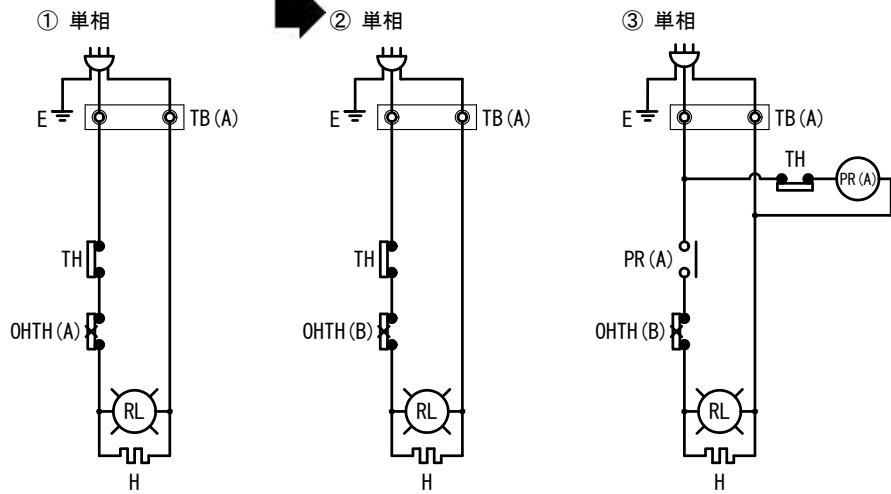 ① 単相
E
TB(A)
TH
OHTH(A)
RL
H
② 単相
E
TB(A)
TH
OHTH(B)
RL
H
③ 単相
E
TB(A)
TH
PR(A)
PR(A)
OHTH(B)
RL
H